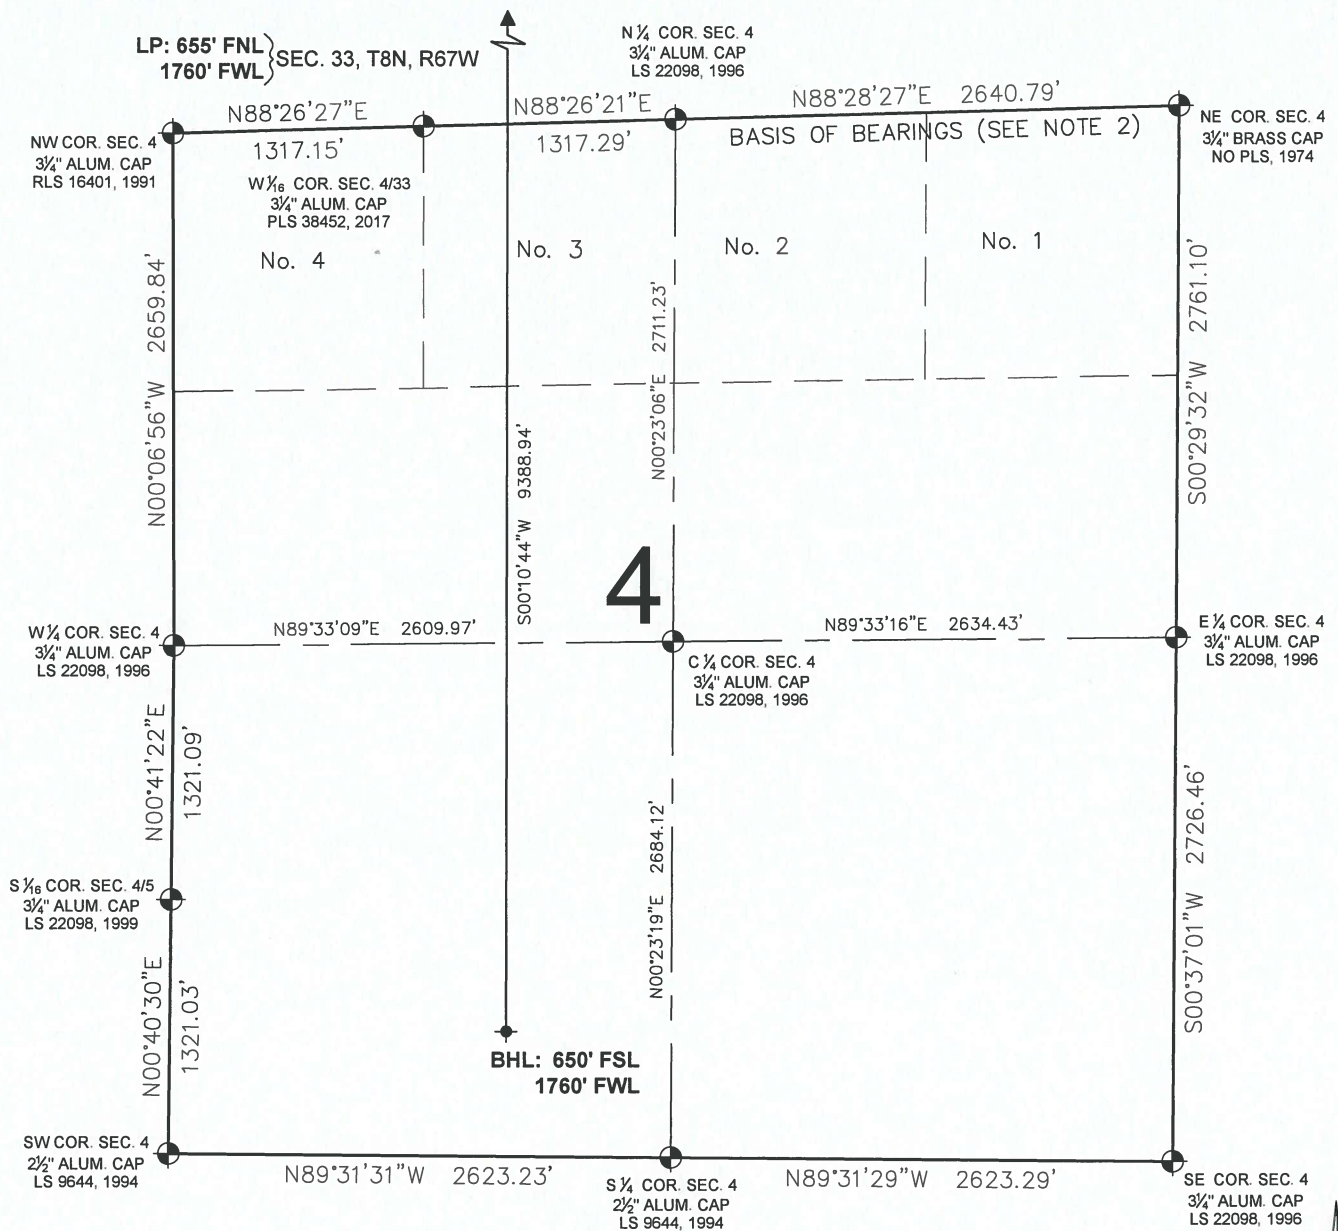 LP: 655' FNL
1760' FWL
SEC. 33, T8N, R67W
N¼ COR. SEC. 4
3¼" ALUM. CAP
LS 22098, 1996
N88°26'27"E
1317.15'
N88°26'21"E
1317.29'
N88°28'27"E 2640.79'
BASIS OF BEARINGS (SEE NOTE 2)
NE COR. SEC. 4
3¼" BRASS CAP
NO PLS, 1974
NW COR. SEC. 4
3¼" ALUM. CAP
RLS 16401, 1991
W 1⁄16 COR. SEC. 4/33
3¼" ALUM. CAP
PLS 38452, 2017
No. 4
No. 3
No. 2
No. 1
N00°06'56"W 2659.84'
S00°10'44"W 9388.94'
N00°23'06"E 2711.23'
S00°29'32"W 2761.10'
4
W¼ COR. SEC. 4
3¼" ALUM. CAP
LS 22098, 1996
N89°33'09"E 2609.97'
N89°33'16"E 2634.43'
C ¼ COR. SEC. 4
3¼" ALUM. CAP
LS 22098, 1996
E ¼ COR. SEC. 4
3¼" ALUM. CAP
LS 22098, 1996
N00°41'22"E
1321.09'
S 1⁄16 COR. SEC. 4/5
3¼" ALUM. CAP
LS 22098, 1999
N00°40'30"E
1321.03'
N00°23'19"E 2684.12'
S00°37'01"W 2726.46'
BHL: 650' FSL
1760' FWL
SW COR. SEC. 4
2½" ALUM. CAP
LS 9644, 1994
N89°31'31"W 2623.23'
S ¼ COR. SEC. 4
2½" ALUM. CAP
LS 9644, 1994
N89°31'29"W 2623.29'
SE COR. SEC. 4
3¼" ALUM. CAP
LS 22098, 1996